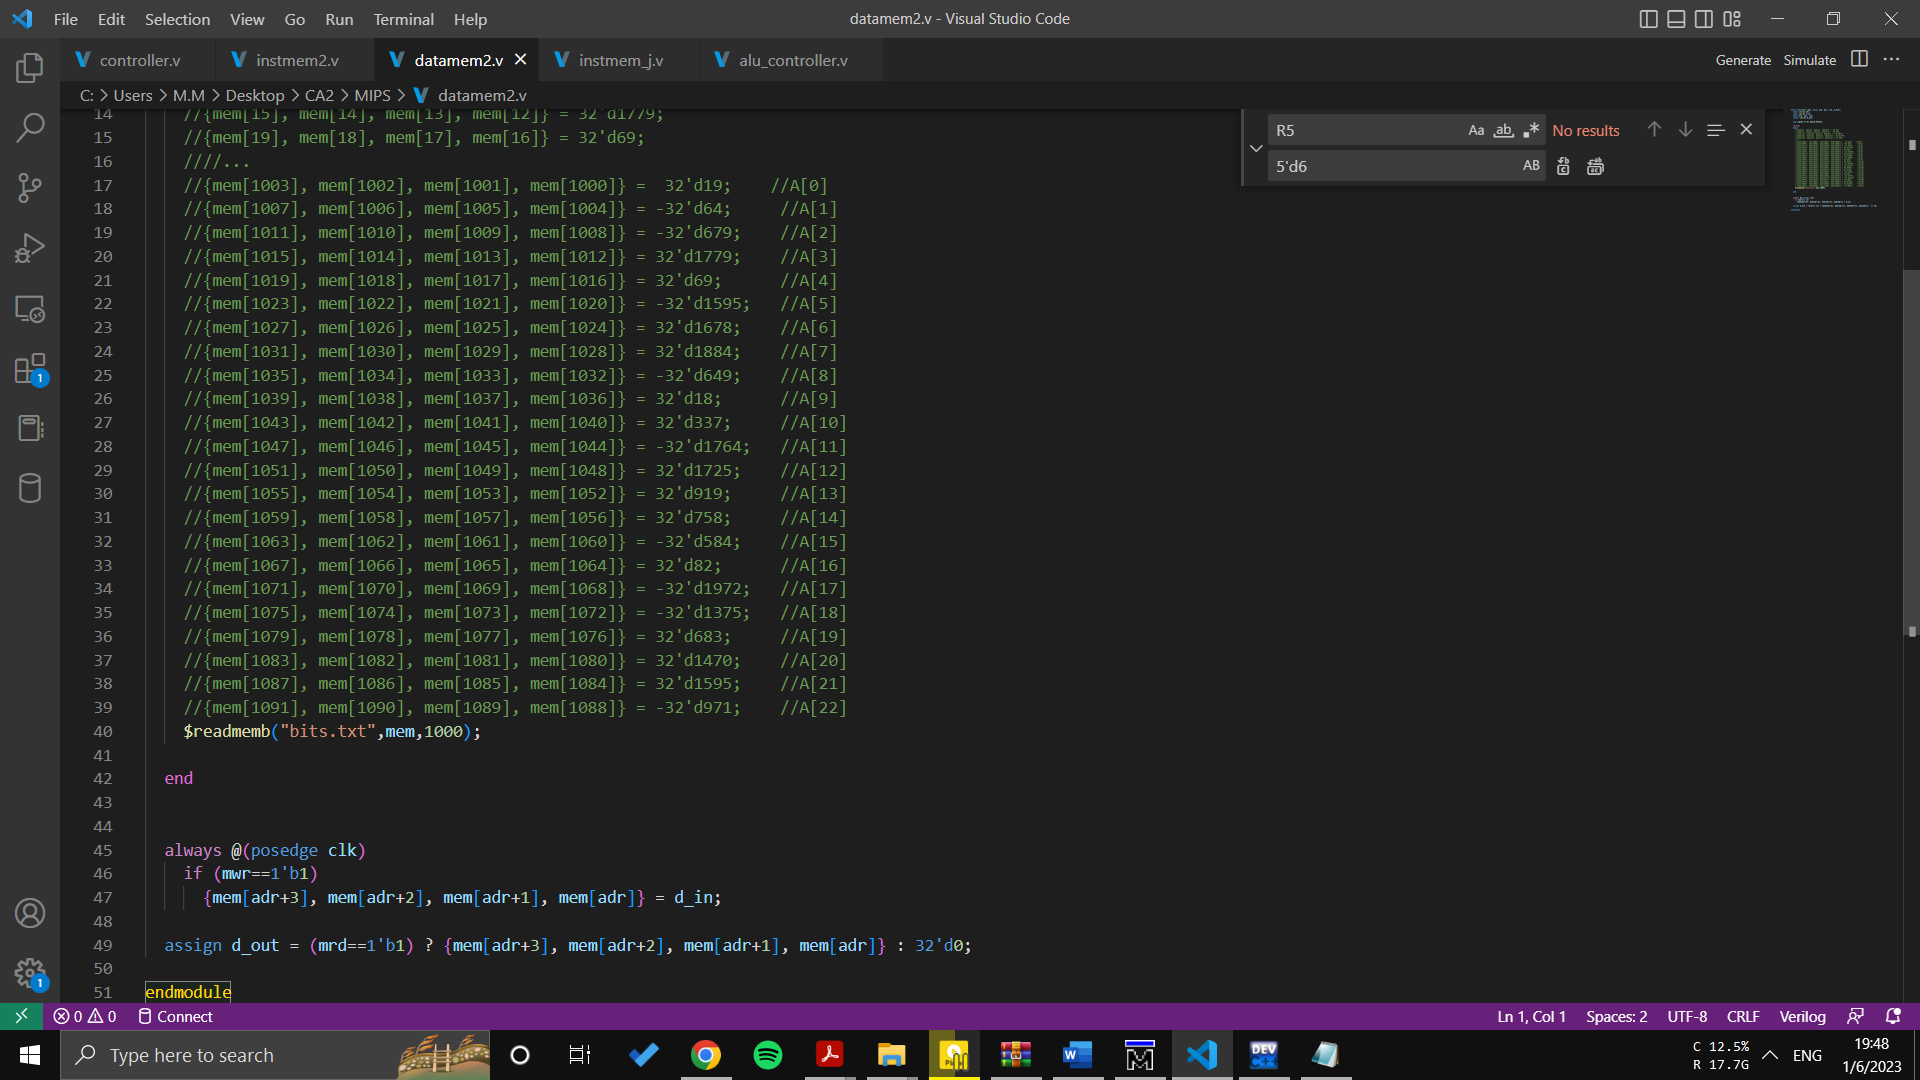 File Edit Selection View Go Run Terminal Help
datamem2.v - Visual Studio Code
controller.v instmem2.v datamem2.v instmem_j.v alu_controller.v
Generate Simulate
C: > Users > M.M > Desktop > CA2 > MIPS > datamem2.v
R5 Aa ab No results
5'd6 AB
14 //{mem[15], mem[14], mem[13], mem[12]} = 32'd1779;
15 //{mem[19], mem[18], mem[17], mem[16]} = 32'd69;
16 ////...
17 //{mem[1003], mem[1002], mem[1001], mem[1000]} =  32'd19;    //A[0]
18 //{mem[1007], mem[1006], mem[1005], mem[1004]} = -32'd64;     //A[1]
19 //{mem[1011], mem[1010], mem[1009], mem[1008]} = -32'd679;    //A[2]
20 //{mem[1015], mem[1014], mem[1013], mem[1012]} = 32'd1779;    //A[3]
21 //{mem[1019], mem[1018], mem[1017], mem[1016]} = 32'd69;      //A[4]
22 //{mem[1023], mem[1022], mem[1021], mem[1020]} = -32'd1595;   //A[5]
23 //{mem[1027], mem[1026], mem[1025], mem[1024]} = 32'd1678;    //A[6]
24 //{mem[1031], mem[1030], mem[1029], mem[1028]} = 32'd1884;    //A[7]
25 //{mem[1035], mem[1034], mem[1033], mem[1032]} = -32'd649;    //A[8]
26 //{mem[1039], mem[1038], mem[1037], mem[1036]} = 32'd18;      //A[9]
27 //{mem[1043], mem[1042], mem[1041], mem[1040]} = 32'd337;     //A[10]
28 //{mem[1047], mem[1046], mem[1045], mem[1044]} = -32'd1764;   //A[11]
29 //{mem[1051], mem[1050], mem[1049], mem[1048]} = 32'd1725;    //A[12]
30 //{mem[1055], mem[1054], mem[1053], mem[1052]} = 32'd919;     //A[13]
31 //{mem[1059], mem[1058], mem[1057], mem[1056]} = 32'd758;     //A[14]
32 //{mem[1063], mem[1062], mem[1061], mem[1060]} = -32'd584;    //A[15]
33 //{mem[1067], mem[1066], mem[1065], mem[1064]} = 32'd82;      //A[16]
34 //{mem[1071], mem[1070], mem[1069], mem[1068]} = -32'd1972;   //A[17]
35 //{mem[1075], mem[1074], mem[1073], mem[1072]} = -32'd1375;   //A[18]
36 //{mem[1079], mem[1078], mem[1077], mem[1076]} = 32'd683;     //A[19]
37 //{mem[1083], mem[1082], mem[1081], mem[1080]} = 32'd1470;    //A[20]
38 //{mem[1087], mem[1086], mem[1085], mem[1084]} = 32'd1595;    //A[21]
39 //{mem[1091], mem[1090], mem[1089], mem[1088]} = -32'd971;    //A[22]
40 $readmemb("bits.txt",mem,1000);
41
42 end
43
44
45 always @(posedge clk)
46 if (mwr==1'b1)
47 {mem[adr+3], mem[adr+2], mem[adr+1], mem[adr]} = d_in;
48
49 assign d_out = (mrd==1'b1) ? {mem[adr+3], mem[adr+2], mem[adr+1], mem[adr]} : 32'd0;
50
51 endmodule
1
1
0 0 Connect
Ln 1, Col 1 Spaces: 2 UTF-8 CRLF Verilog
Type here to search
DEV C++
C 12.5%
R 17.7G
ENG
19:48
1/6/2023